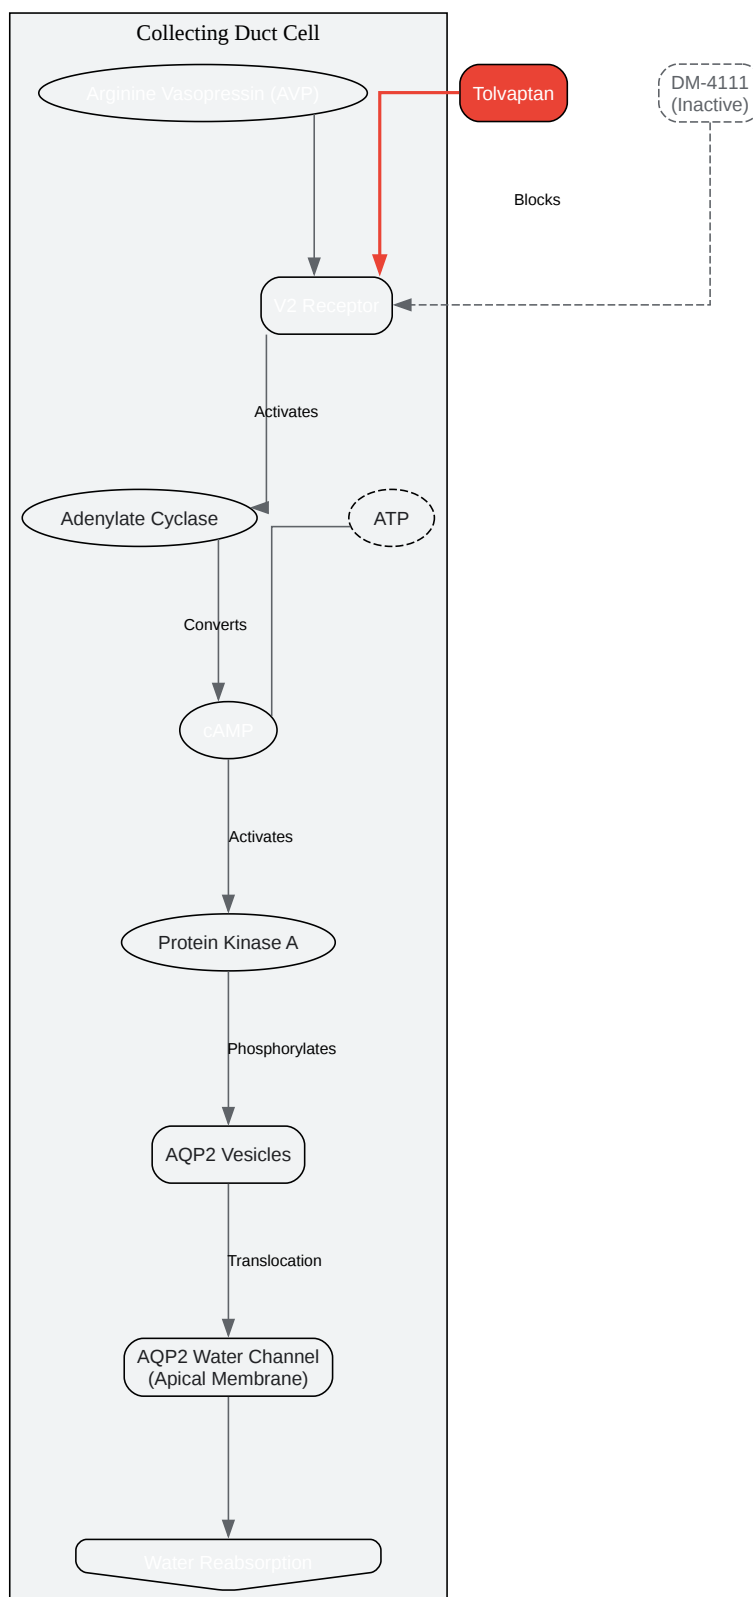 Collecting Duct Cell
Arginine Vasopressin (AVP)
Tolvaptan
DM-4111
(Inactive)
Blocks
V2 Receptor
Activates
Adenylate Cyclase
ATP
Converts
cAMP
Activates
Protein Kinase A
Phosphorylates
AQP2 Vesicles
Translocation
AQP2 Water Channel
(Apical Membrane)
Water Reabsorption